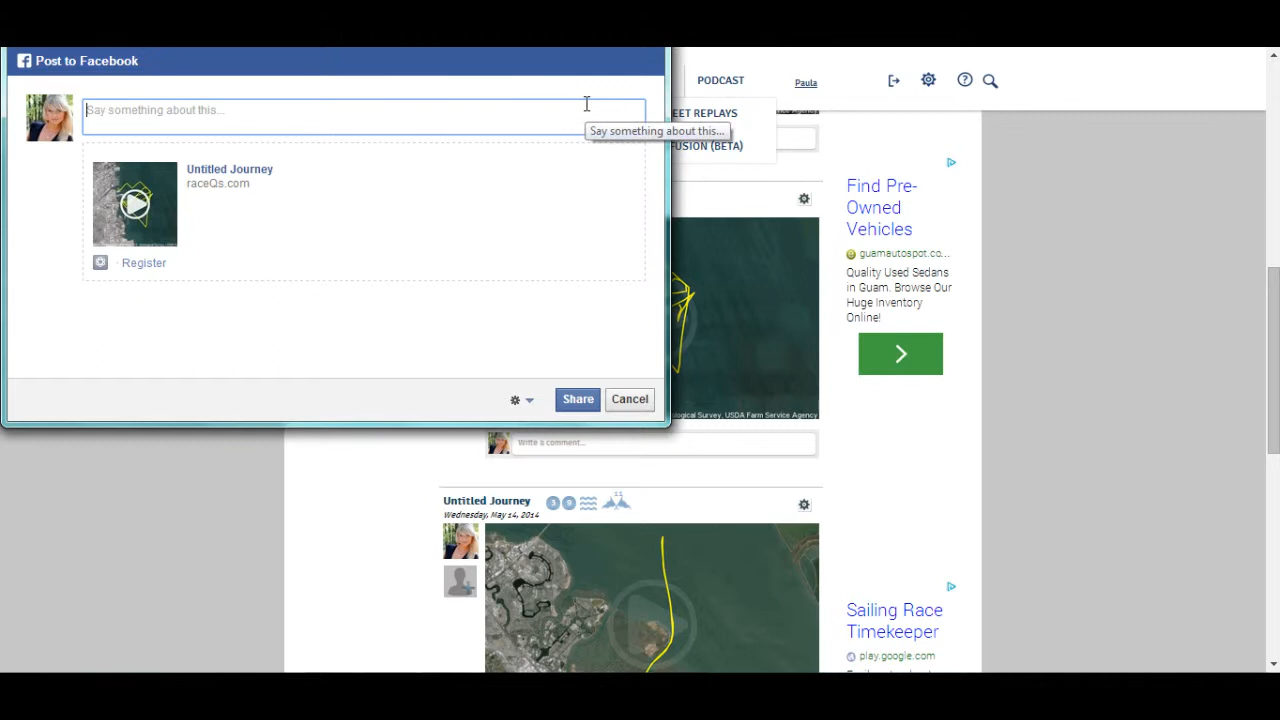 Post to Facebook
Say something about this...
Say something about this...
Untitled Journey
raceQs.com
· Register
Share
Cancel
PODCAST
Paula
EET REPLAYS
FUSION (BETA)
ological Survey, USDA Farm Service Agency
Write a comment...
Untitled Journey
3
9
11
Wednesday, May 14, 2014
Find Pre-
Owned
Vehicles
guamautospot.co...
Quality Used Sedans
in Guam. Browse Our
Huge Inventory
Online!
Sailing Race
Timekeeper
play.google.com